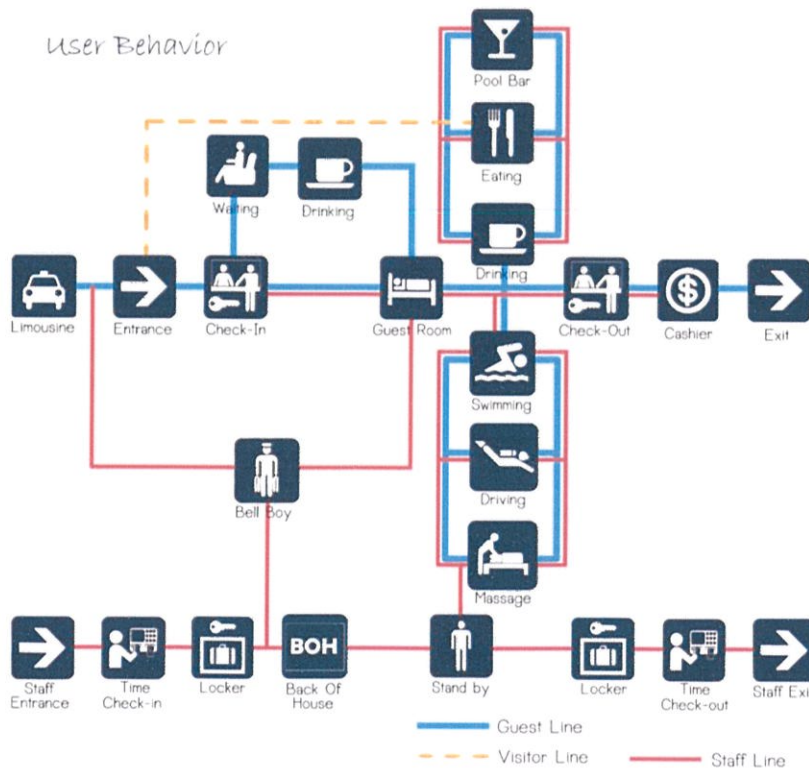 User Behavior
Pool Bar
Eating
Waiting
Drinking
Drinking
Limousine
Entrance
Check-In
Guest Room
Check-Out
Cashier
Exit
Swimming
Driving
Bell Boy
Massage
BOH
Staff
Entrance
Time
Check-in
Locker
Back Of
House
Stand by
Locker
Time
Check-out
Staff Exit
Guest Line
Visitor Line
Staff Line